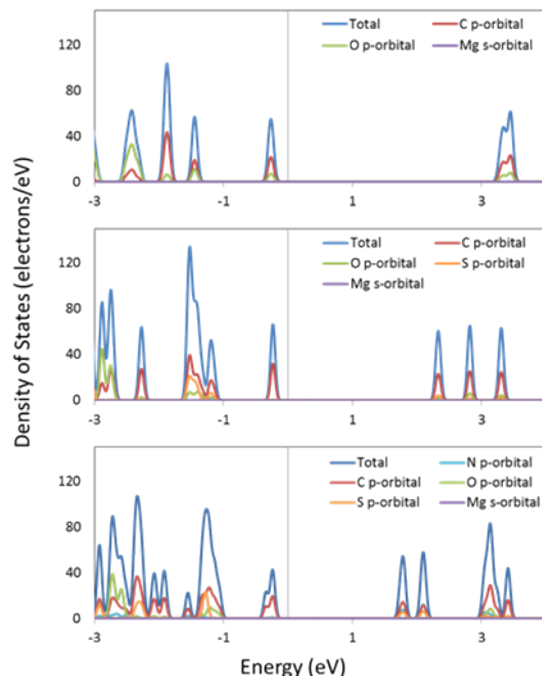 120
80
40
0
-3 -1 1 3
Total C p-orbital
O p-orbital Mg s-orbital
120
80
40
0
-3 -1 1 3
Total C p-orbital
O p-orbital S p-orbital
Mg s-orbital
120
80
40
0
-3 -1 1 3
Total N p-orbital
C p-orbital O p-orbital
S p-orbital Mg s-orbital
Density of States (electrons/eV)
Energy (eV)